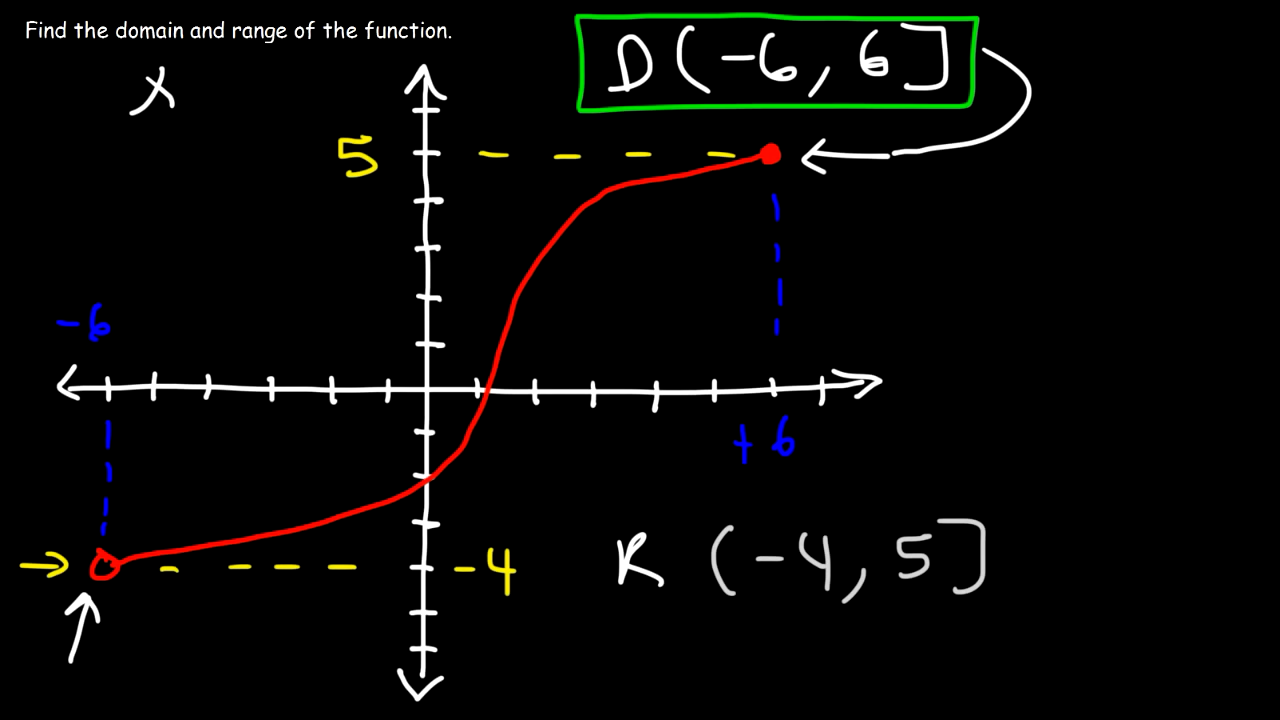 Find the domain and range of the function.
D (-6, 6]
x
5
-6
+6
-4
R (-4, 5]